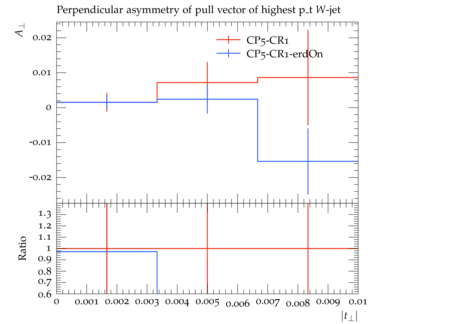 Perpendicular asymmetry of pull vector of highest p_t W-jet
A⊥
0.02
0.01
0
-0.01
-0.02
CP5-CR1
CP5-CR1-erdOn
Ratio
1.3
1.2
1.1
1
0.9
0.8
0.7
0.6
0 0.001 0.002 0.003 0.004 0.005 0.006 0.007 0.008 0.009 0.01
|t⊥|